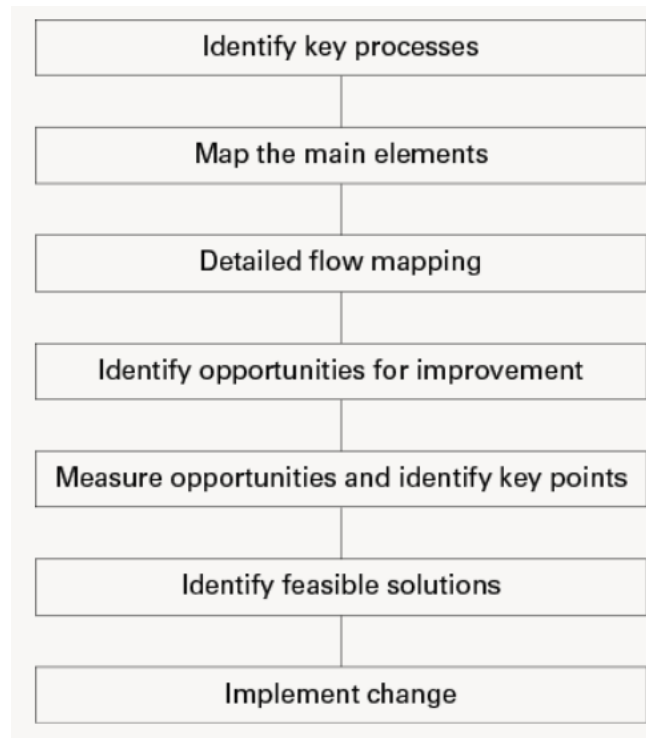 Identify key processes
Map the main elements
Detailed flow mapping
Identify opportunities for improvement
Measure opportunities and identify key points
Identify feasible solutions
Implement change